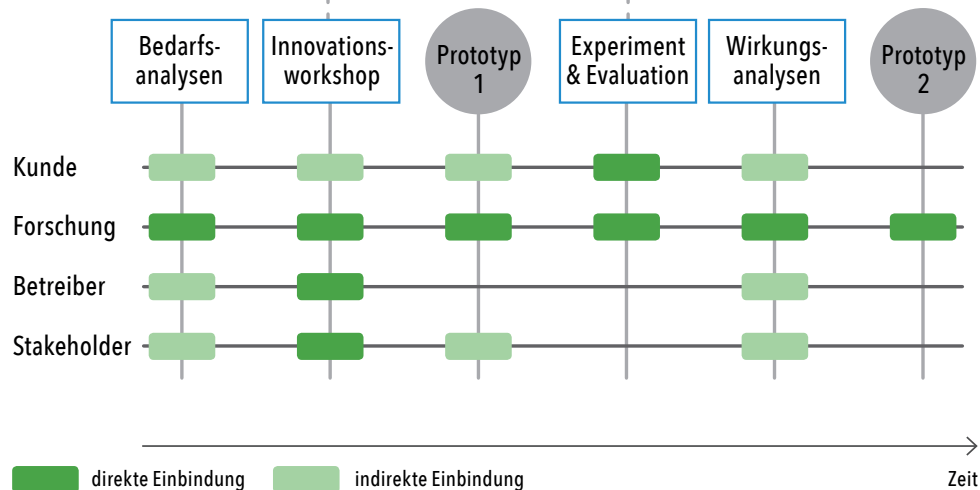 Bedarfs-
analysen
Innovations-
workshop
Prototyp
1
Experiment
& Evaluation
Wirkungs-
analysen
Prototyp
2
Kunde
Forschung
Betreiber
Stakeholder
direkte Einbindung
indirekte Einbindung
Zeit